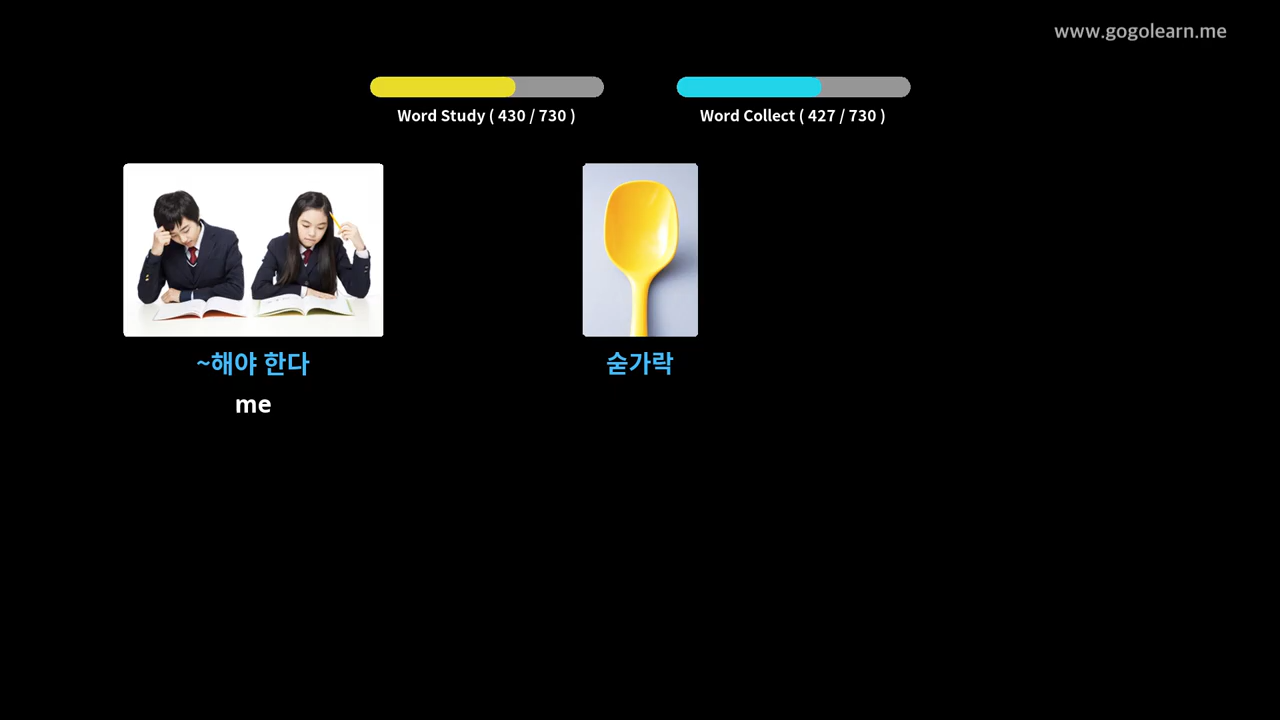 www.gogolearn.me
Word Study ( 430 / 730 )
Word Collect ( 427 / 730 )
~해야 한다
숟가락
me